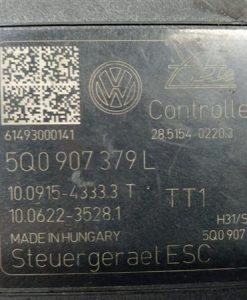 Ate
Controlle
61493000141
28.5154-0220.3
5Q0 907 379 L
10.0915-4333.3 T
TT1
10.0622-3528.1
H31/S
MADE IN HUNGARY
5Q0 907
Steuergeraet ESC